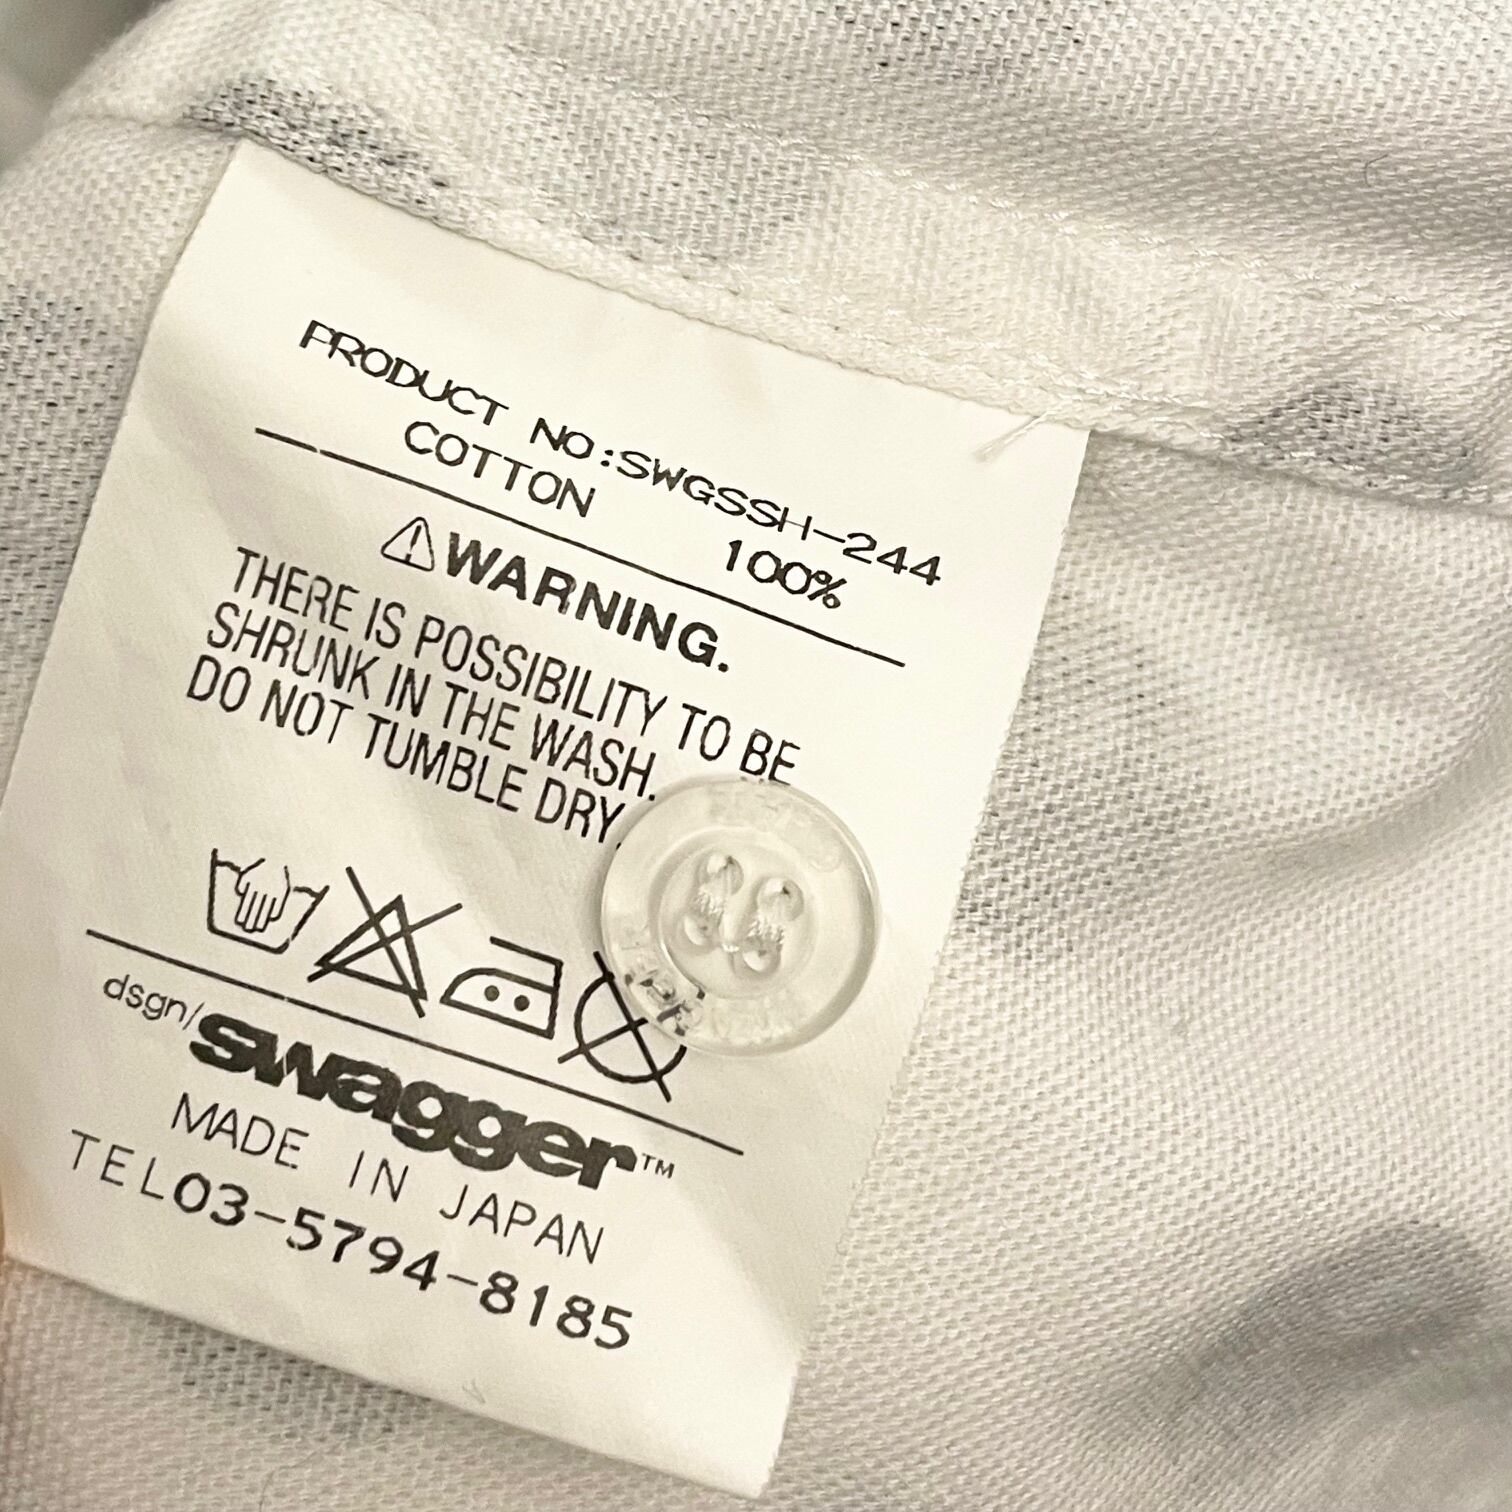 PRODUCT NO:SWGSSH-244
COTTON 100%
WARNING.
THERE IS POSSIBILITY TO BE
SHRUNK IN THE WASH.
DO NOT TUMBLE DRY.
dsgn/swagger™
MADE IN JAPAN
TEL03-5794-8185